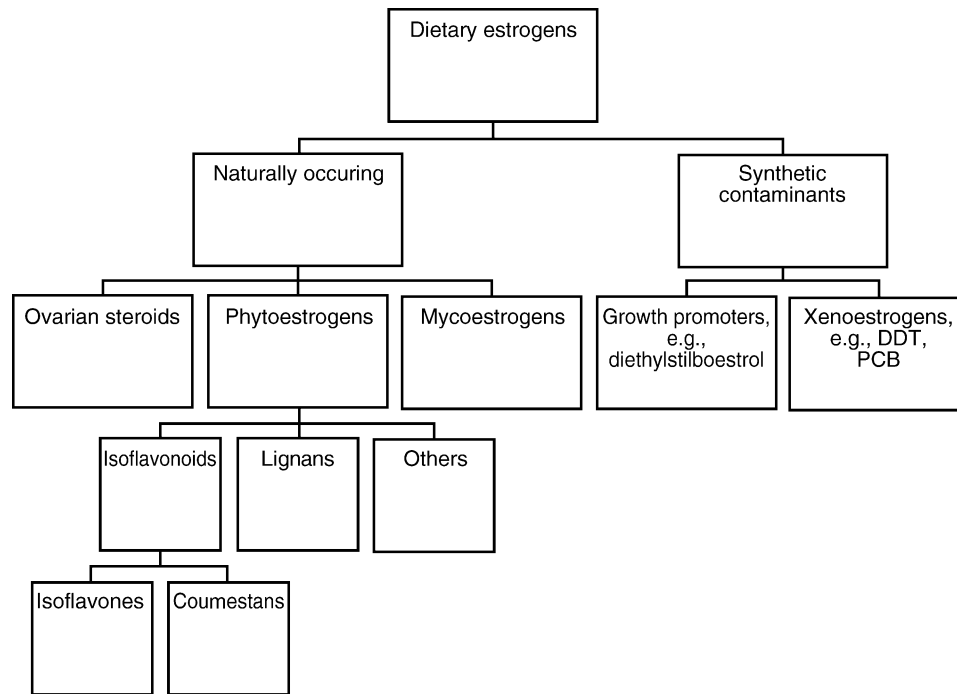 Dietary estrogens
Naturally occuring
Synthetic
contaminants
Ovarian steroids
Phytoestrogens
Mycoestrogens
Growth promoters,
e.g.,
diethylstilboestrol
Xenoestrogens,
e.g., DDT,
PCB
Isoflavonoids
Lignans
Others
Isoflavones
Coumestans